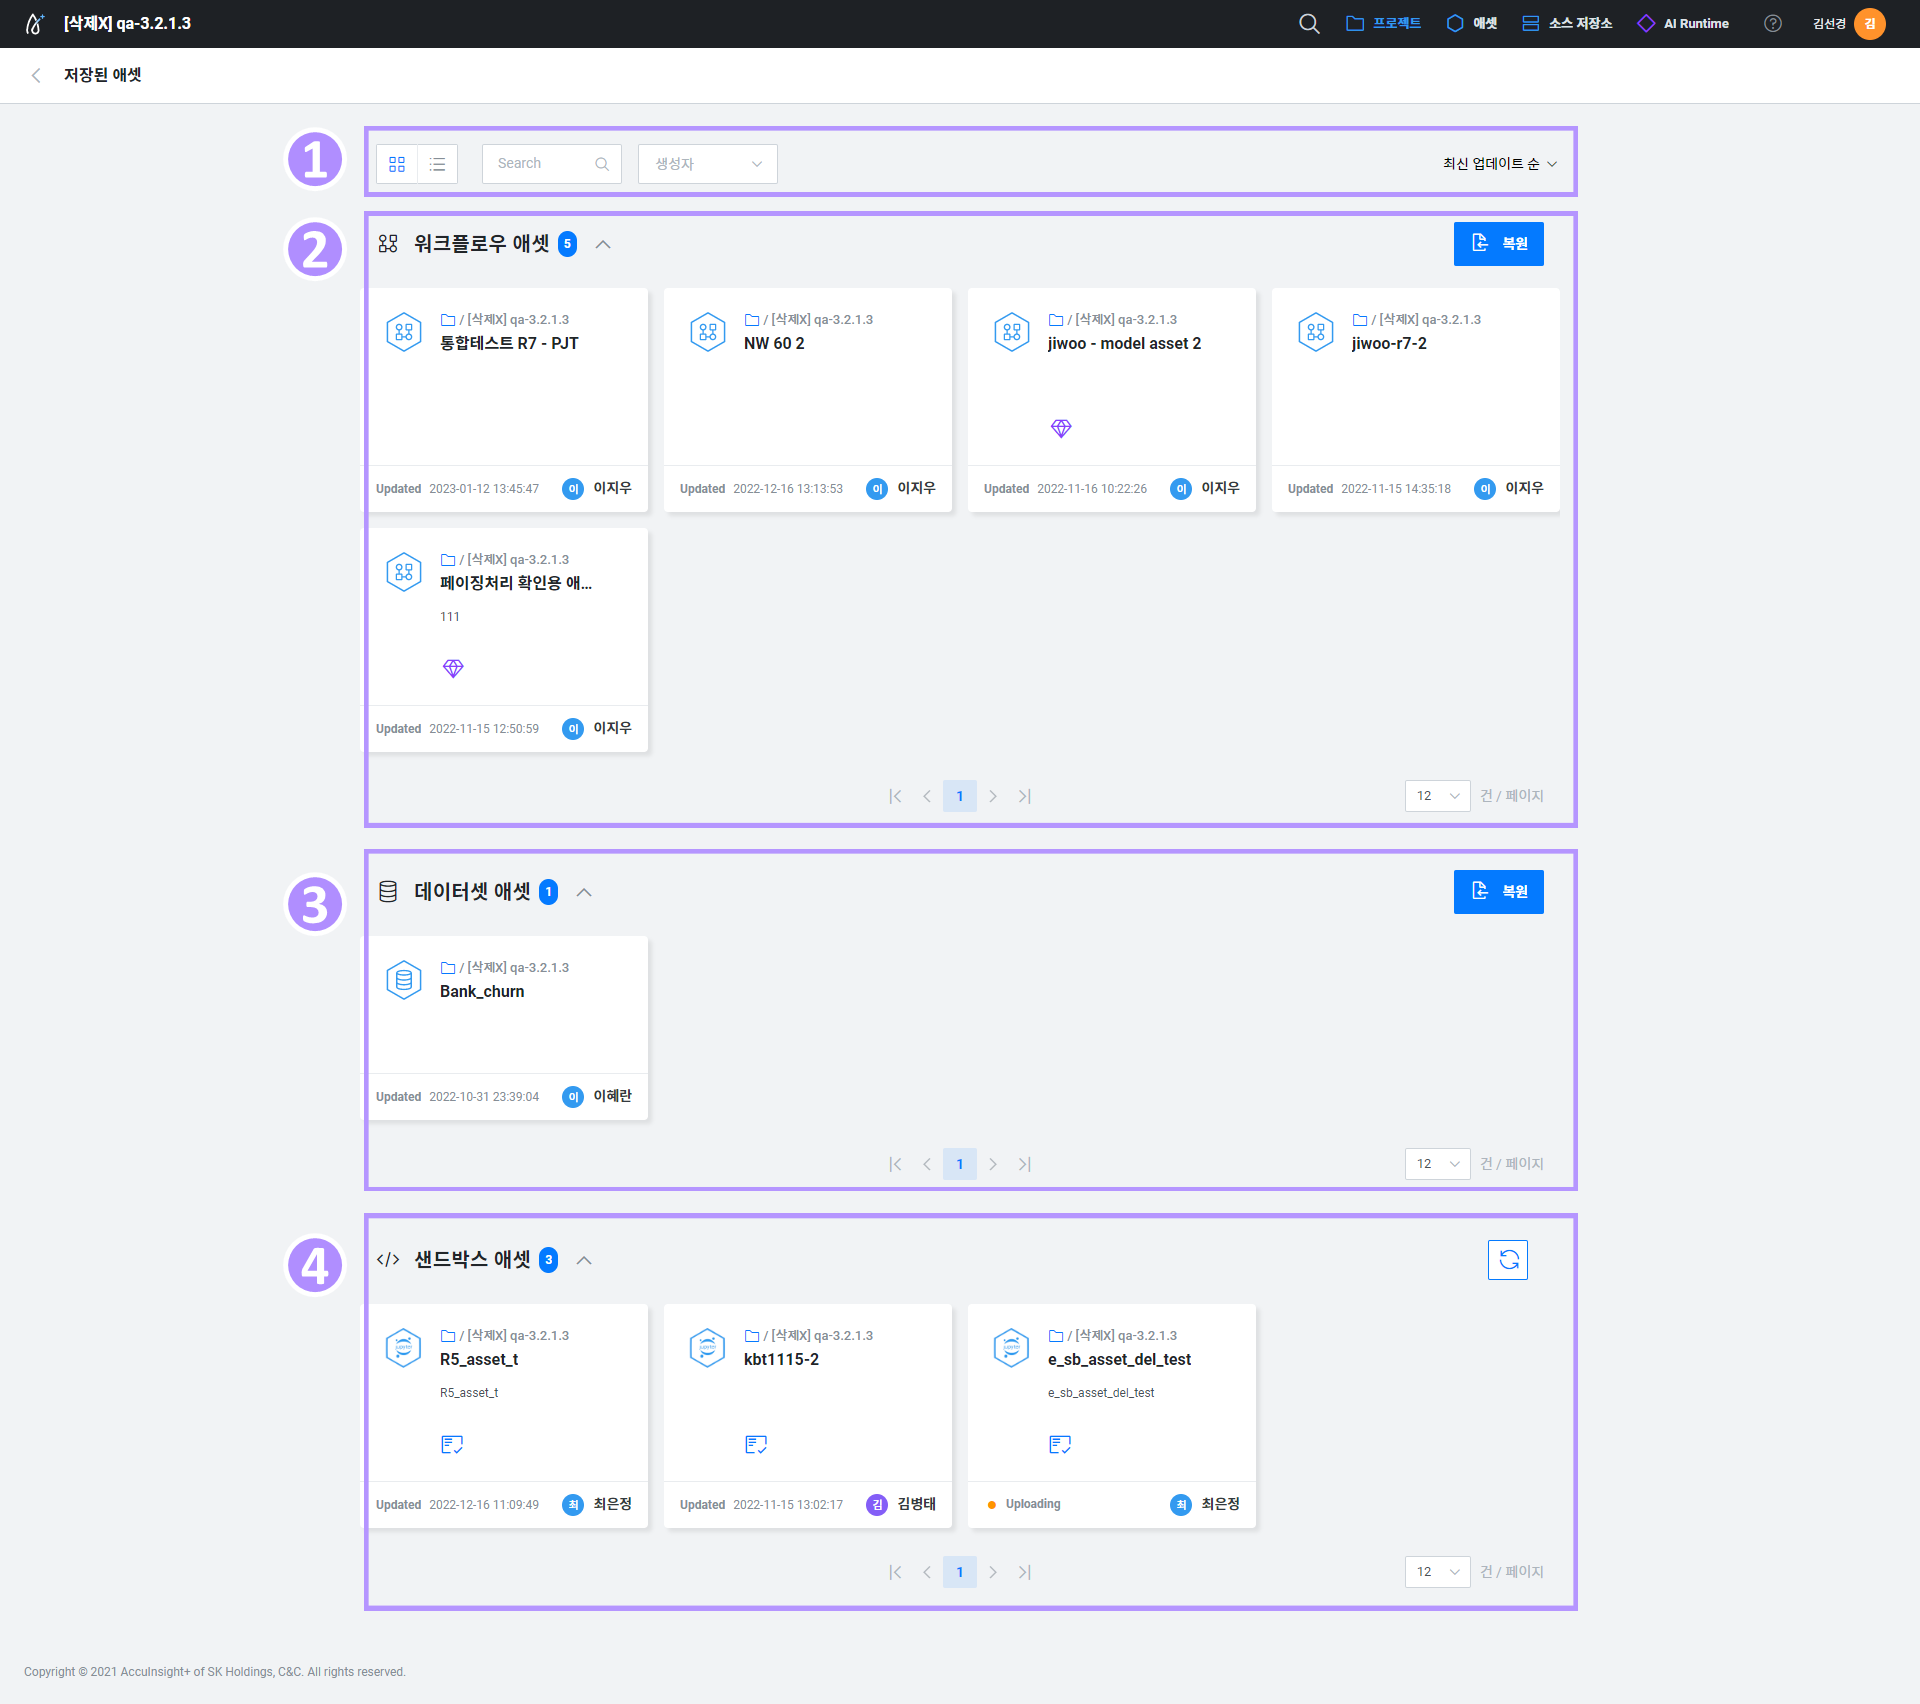 [삭제X] qa-3.2.1.3
프로젝트
애셋
소스 저장소
AI Runtime
?
김선경
김
저장된 애셋
1
Search
생성자
최신 업데이트 순
2
워크플로우 애셋 5
복원
/ [삭제X] qa-3.2.1.3
통합테스트 R7 - PJT
Updated 2023-01-12 13:45:47 이 이지우
/ [삭제X] qa-3.2.1.3
NW 60 2
Updated 2022-12-16 13:13:53 이 이지우
/ [삭제X] qa-3.2.1.3
jiwoo - model asset 2
Updated 2022-11-16 10:22:26 이 이지우
/ [삭제X] qa-3.2.1.3
jiwoo-r7-2
Updated 2022-11-15 14:35:18 이 이지우
/ [삭제X] qa-3.2.1.3
페이징처리 확인용 애...
111
Updated 2022-11-15 12:50:59 이 이지우
1
12 건 / 페이지
3
데이터셋 애셋 1
복원
/ [삭제X] qa-3.2.1.3
Bank_churn
Updated 2022-10-31 23:39:04 이 이혜란
1
12 건 / 페이지
4
</> 샌드박스 애셋 3
/ [삭제X] qa-3.2.1.3
R5_asset_t
R5_asset_t
Updated 2022-12-16 11:09:49 최 최은정
/ [삭제X] qa-3.2.1.3
kbt1115-2
Updated 2022-11-15 13:02:17 김 김병태
/ [삭제X] qa-3.2.1.3
e_sb_asset_del_test
e_sb_asset_del_test
Uploading 최 최은정
1
12 건 / 페이지
Copyright © 2021 AccuInsight+ of SK Holdings, C&C. All rights reserved.